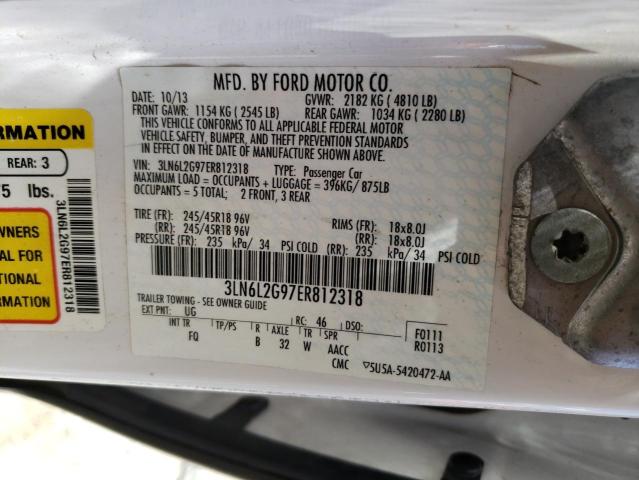 MFD. BY FORD MOTOR CO.
DATE: 10/13 GVWR: 2182 KG ( 4810 LB)
FRONT GAWR: 1154 KG ( 2545 LB) REAR GAWR: 1034 KG ( 2280 LB)
THIS VEHICLE CONFORMS TO ALL APPLICABLE FEDERAL MOTOR
VEHICLE SAFETY, BUMPER, AND THEFT PREVENTION STANDARDS
IN EFFECT ON THE DATE OF MANUFACTURE SHOWN ABOVE.
VIN: 3LN6L2G97ER812318 TYPE: Passenger Car
MAXIMUM LOAD = OCCUPANTS + LUGGAGE = 396KG/ 875LB
OCCUPANTS = 5 TOTAL; 2 FRONT, 3 REAR
TIRE (FR): 245/45R18 96V RIMS (FR): 18x8.0J
(RR): 245/45R18 96V (RR): 18x8.0J
PRESSURE (FR): 235 kPa/ 34 PSI COLD (RR): 235 kPa/ 34 PSI COLD
3LN6L2G97ER812318
TRAILER TOWING - SEE OWNER GUIDE
EXT PNT: UG RC: 46 DSO: F0111
R0113
INT TR TP/PS R AXLE TR SPR
FQ B 32 W AACC
CMC 5U5A-5420472-AA
ORMATION
REAR: 3
75 lbs.
WNERS
AL FOR
TIONAL
ORMATION
3LN6L2G97ER812318